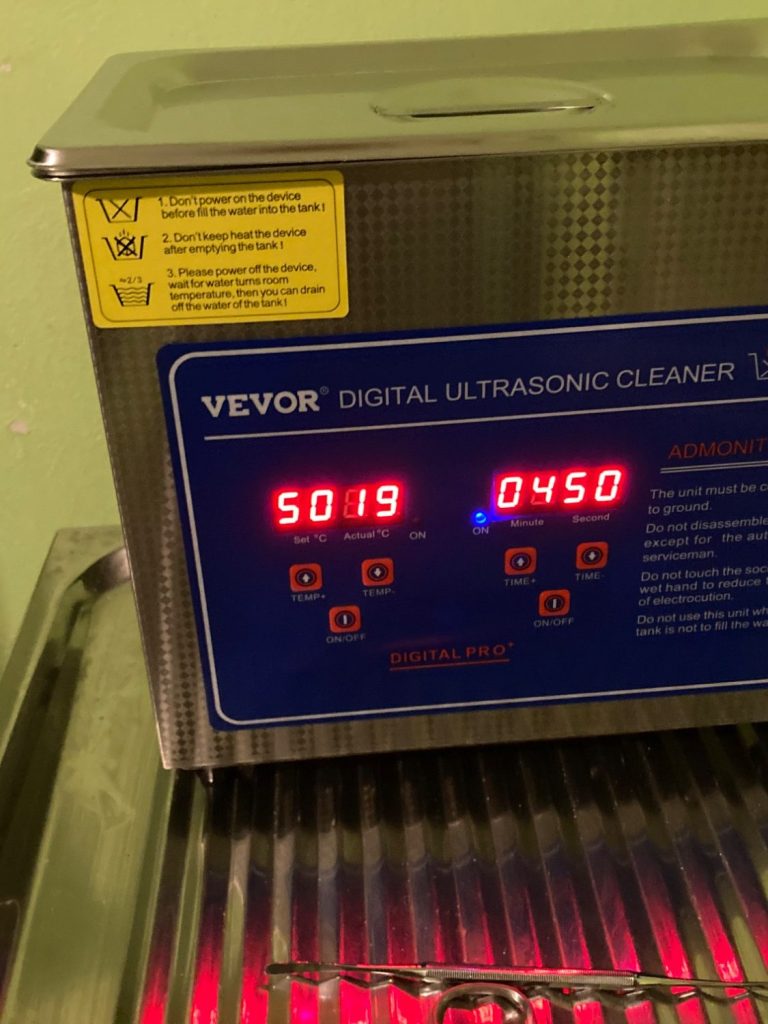 1. Don't power on the device
before fill the water into the tank!
2. Don't keep heat the device
after emptying the tank!
≈2/3
3. Please power off the device,
wait for water turns room
temperature, then you can drain
off the water of the tank!
VEVOR® DIGITAL ULTRASONIC CLEANER
5019
0450
Set °C Actual °C ON
ON Minute Second
TEMP+ TEMP-
TIME+ TIME-
ON/OFF
ON/OFF
DIGITAL PRO+
ADMONIT
The unit must be c
to ground.
Do not disassemble
except for the aut
serviceman.
Do not touch the soc
wet hand to reduce
of electrocution.
Do not use this unit wh
tank is not to fill the wa